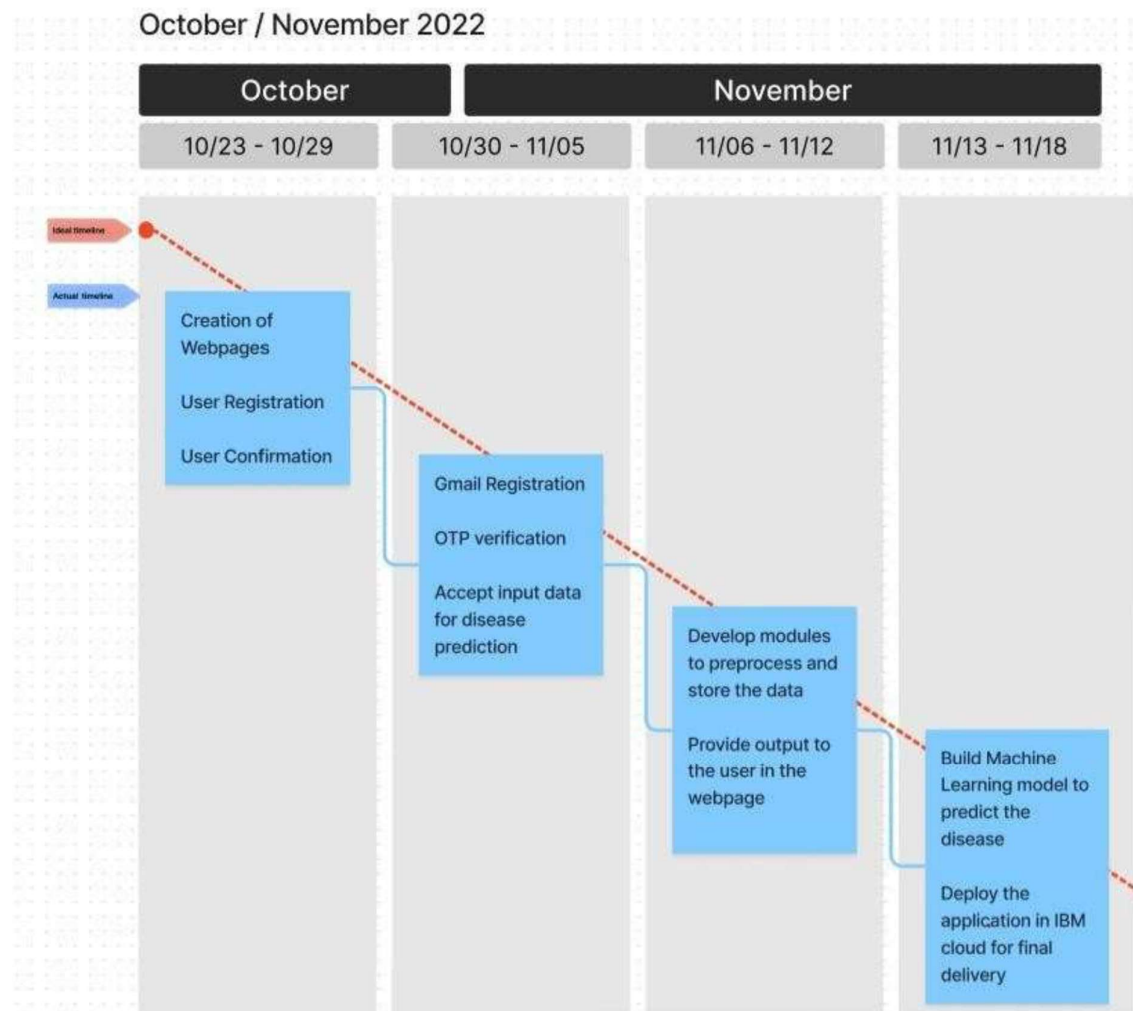 October / November 2022
October
November
10/23 - 10/29
10/30 - 11/05
11/06 - 11/12
11/13 - 11/18
Ideal timeline
Actual timeline
Creation of
Webpages
User Registration
User Confirmation
Gmail Registration
OTP verification
Accept input data
for disease
prediction
Develop modules
to preprocess and
store the data
Provide output to
the user in the
webpage
Build Machine
Learning model to
predict the
disease
Deploy the
application in IBM
cloud for final
delivery